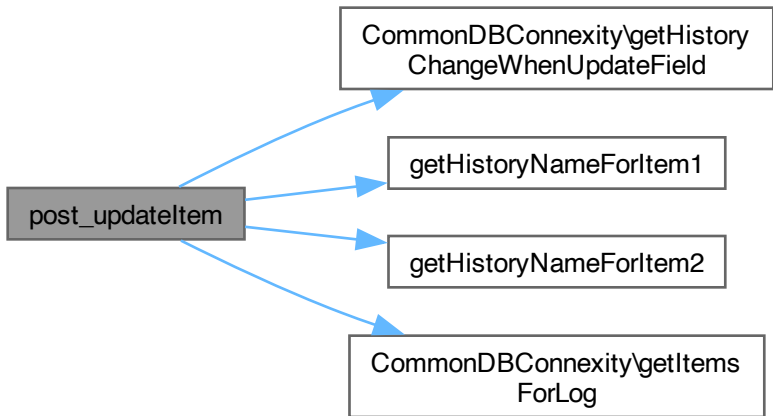 CommonDBConnexity\getHistory
ChangeWhenUpdateField
getHistoryNameForItem1
post_updateItem
getHistoryNameForItem2
CommonDBConnexity\getItems
ForLog